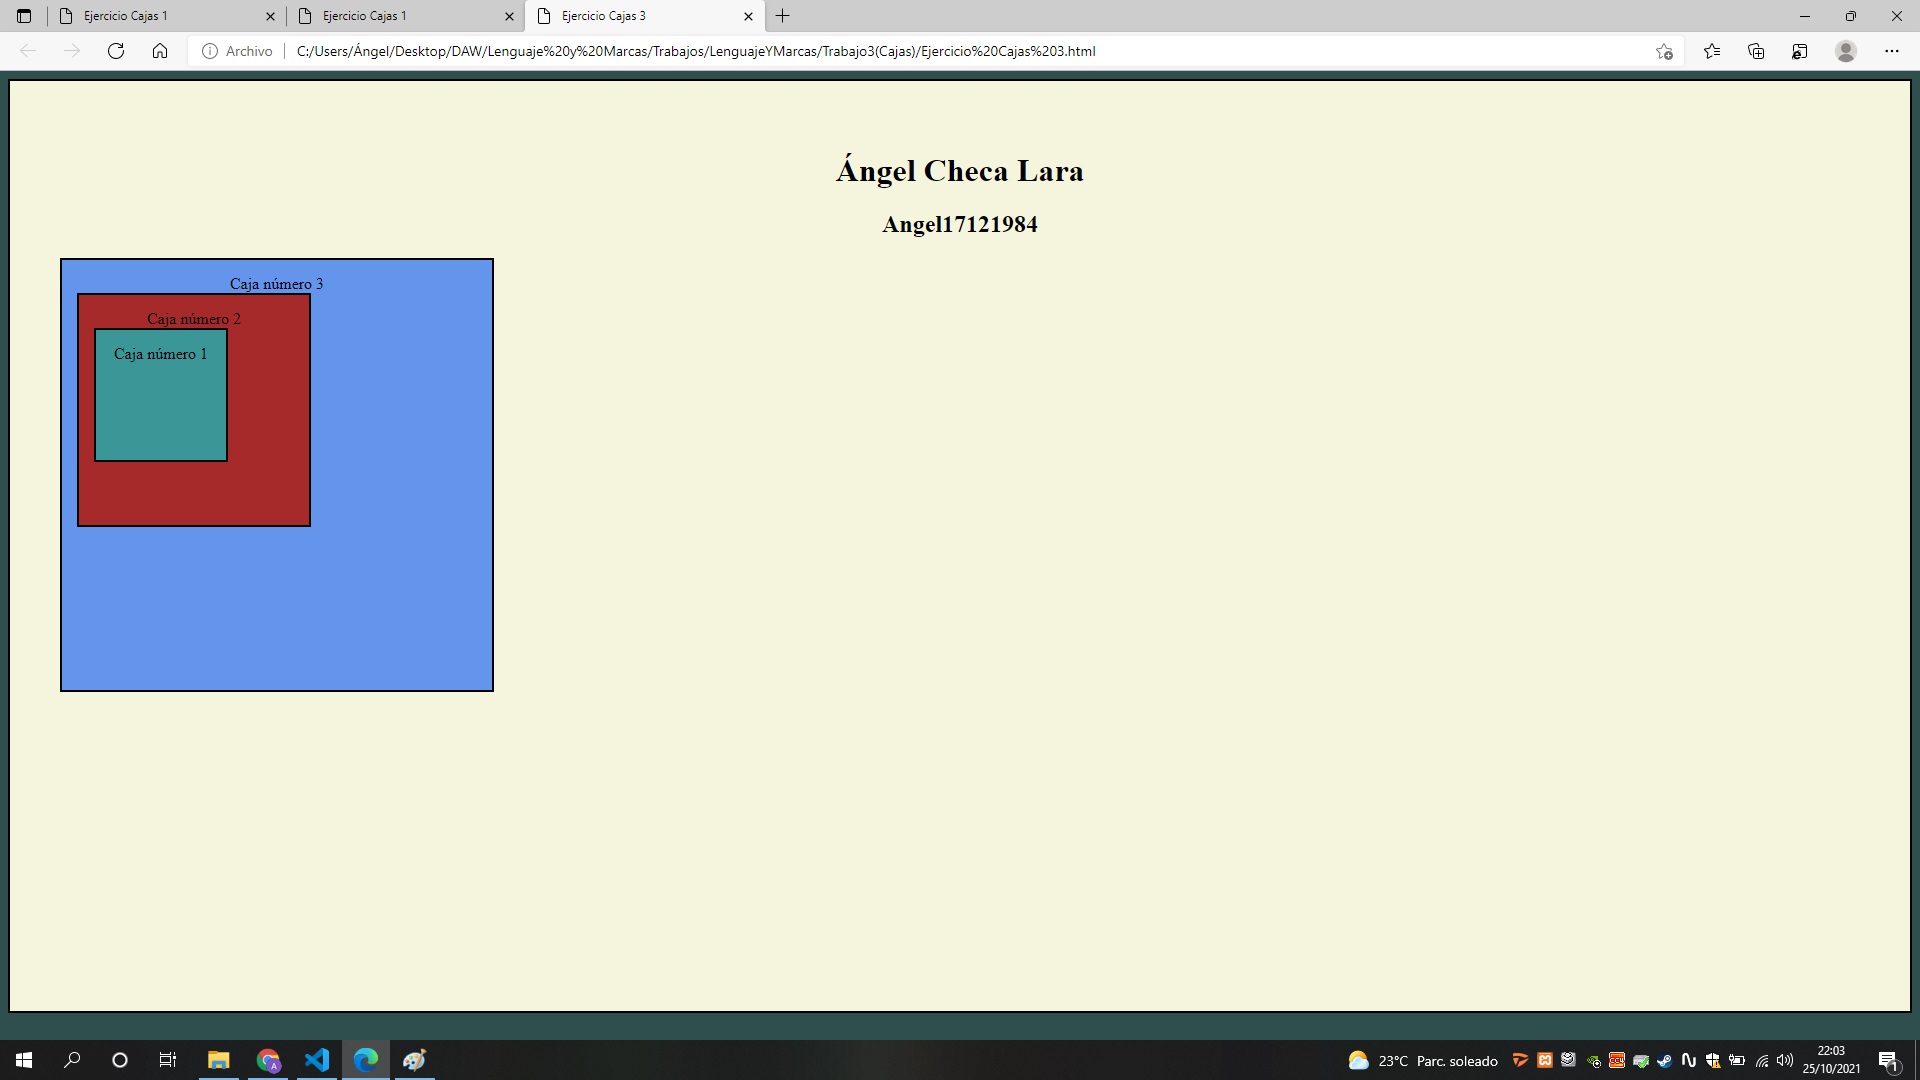 Ejercicio Cajas 1
Ejercicio Cajas 1
Ejercicio Cajas 3
Archivo
C:/Users/Ángel/Desktop/DAW/Lenguaje%20y%20Marcas/Trabajos/LenguajeYMarcas/Trabajo3(Cajas)/Ejercicio%20Cajas%203.html
Ángel Checa Lara
Angel17121984
Caja número 3
Caja número 2
Caja número 1
23°C Parc. soleado
22:03
25/10/2021
1